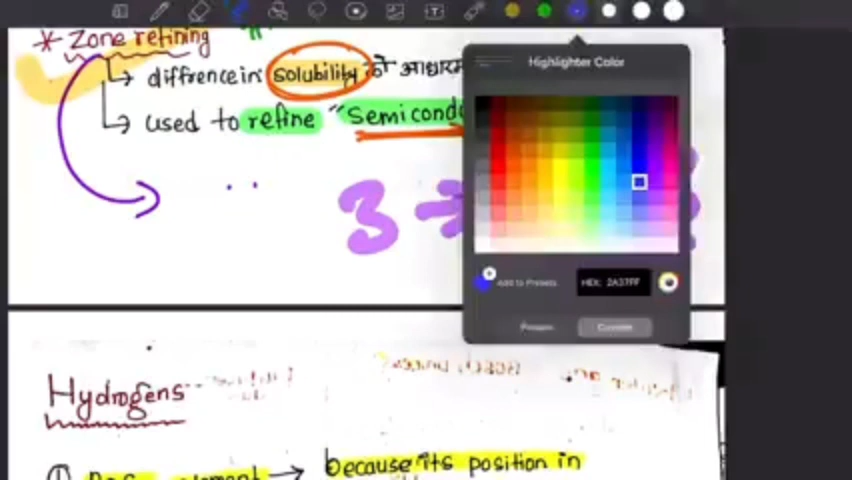 * Zone refining
Highlighter Color
diffrence in solubility के आधार
used to refine "Semicond
3 →
Add to Presets
HEX: 2A37FF
Presets
Custom
Hydrogens
because its position in